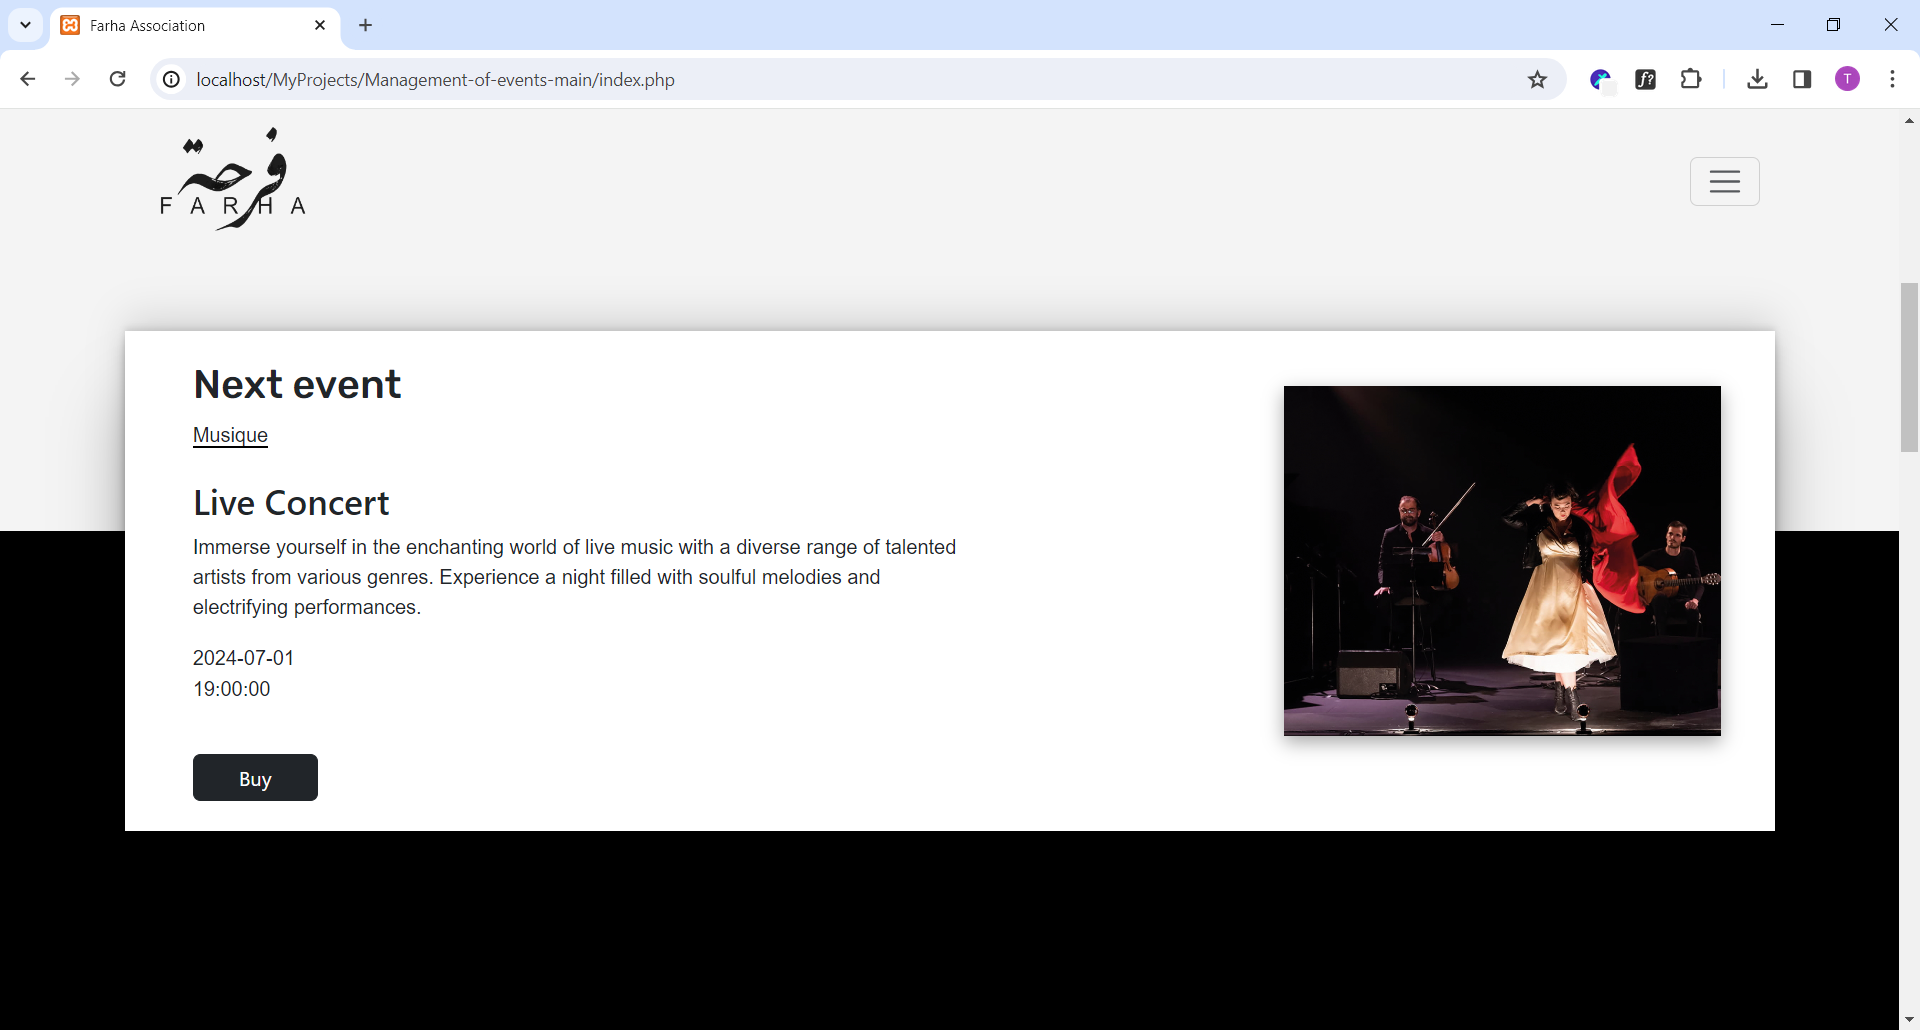 Farha Association
localhost/MyProjects/Management-of-events-main/index.php
f?
T
فرحة
FARHA
Next event
Musique
Live Concert
Immerse yourself in the enchanting world of live music with a diverse range of talented
artists from various genres. Experience a night filled with soulful melodies and
electrifying performances.
2024-07-01
19:00:00
Buy